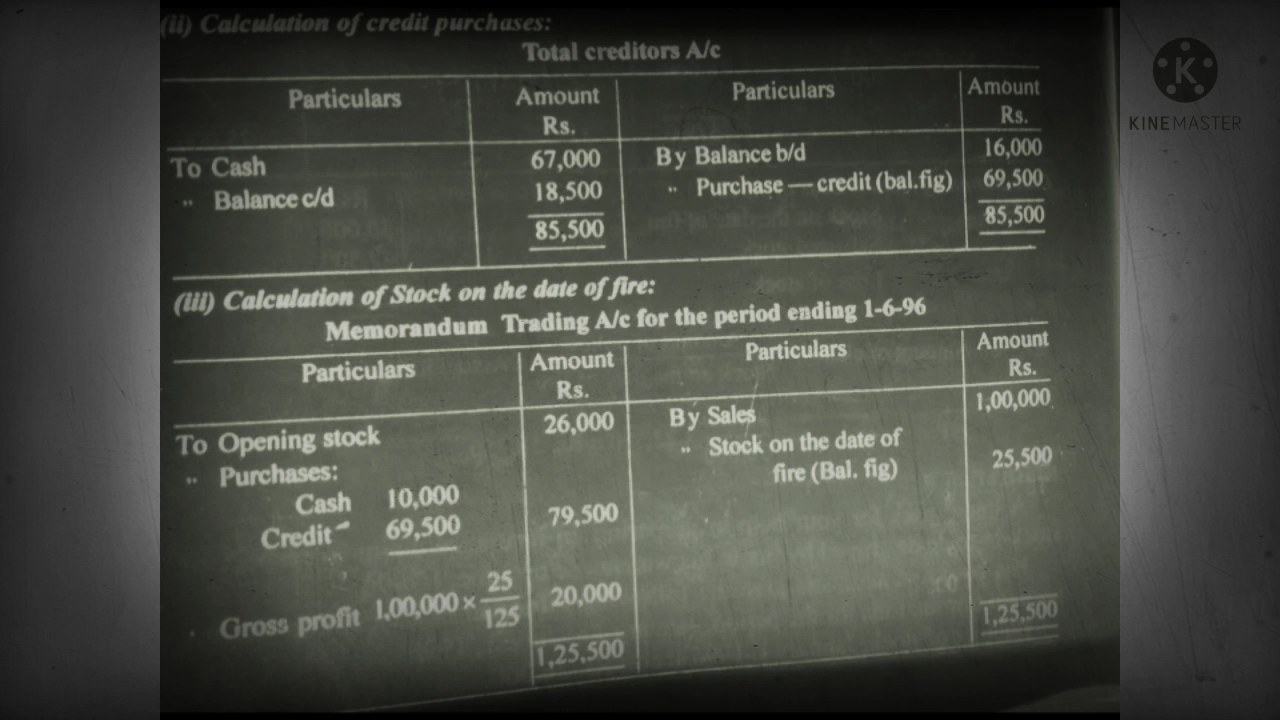 (ii) Calculation of credit purchases:
Total creditors A/c
Particulars Amount Rs. Particulars Amount Rs.
To Cash 67,000 By Balance b/d 16,000
" Balance c/d 18,500 " Purchase — credit (bal.fig) 69,500
85,500 85,500
(iii) Calculation of Stock on the date of fire:
Memorandum Trading A/c for the period ending 1-6-96
Particulars Amount Rs. Particulars Amount Rs.
To Opening stock 26,000 By Sales 1,00,000
" Purchases: " Stock on the date of
fire (Bal. fig) 25,500
Cash 10,000
Credit 69,500 79,500
Gross profit 1,00,000 × 25/125 20,000
1,25,500 1,25,500
KINEMASTER